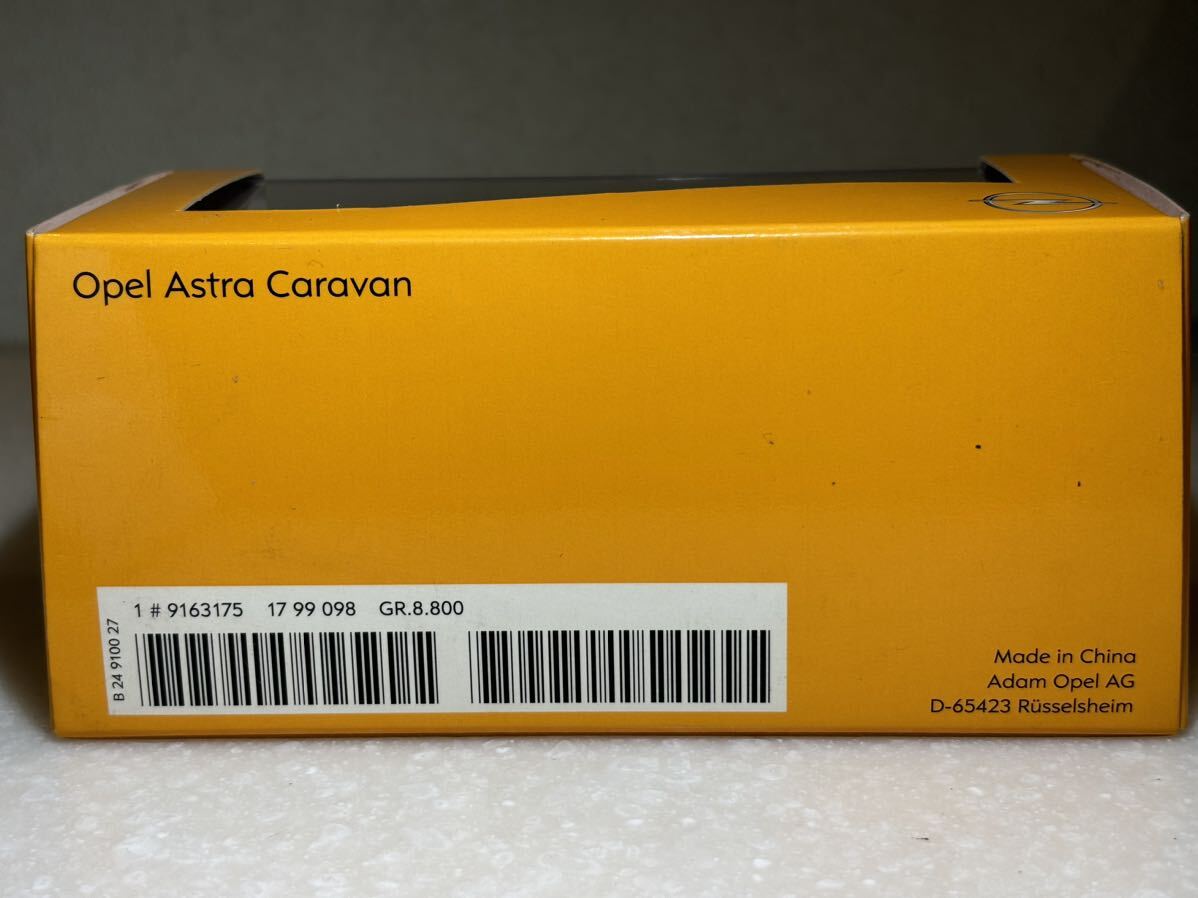 Opel Astra Caravan
1 # 9163175 17 99 098 GR.8.800
B 24 9100 27
Made in China
Adam Opel AG
D-65423 Rüsselsheim